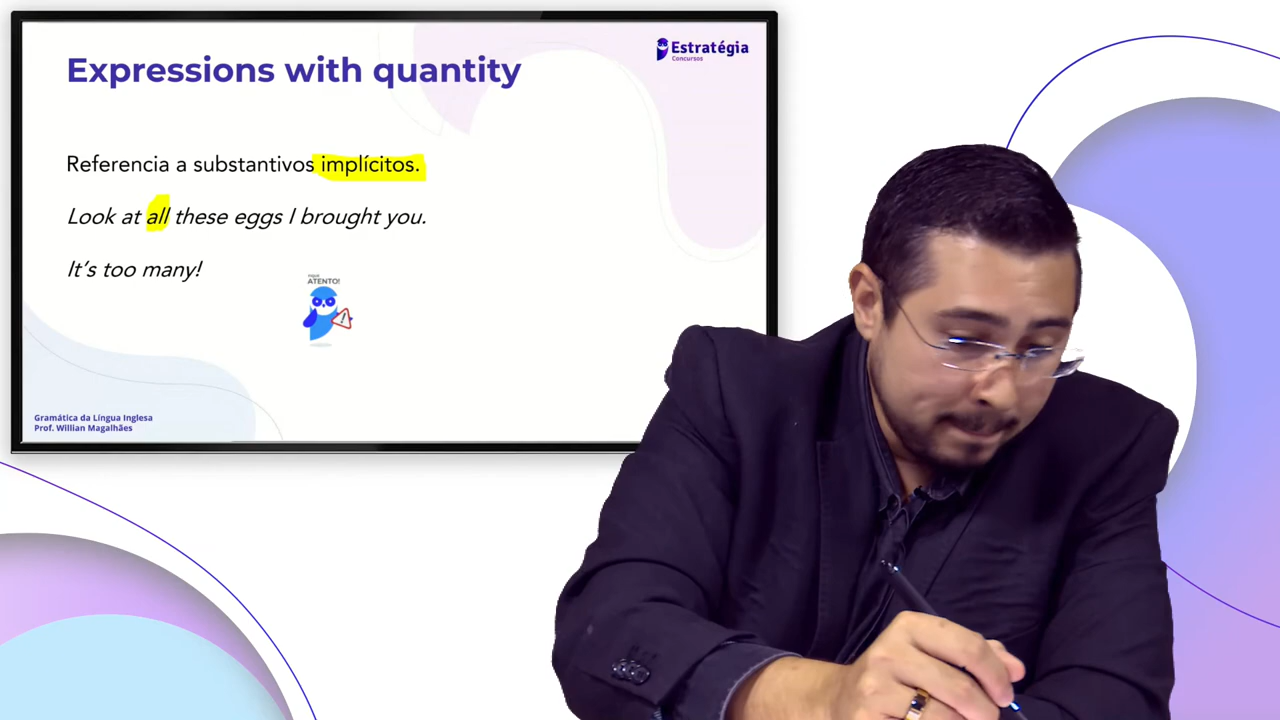 Expressions with quantity
Estratégia
Concursos
Referencia a substantivos implícitos.
Look at all these eggs I brought you.
It's too many!
FIQUE
ATENTO!
Gramática da Língua Inglesa
Prof. Willian Magalhães